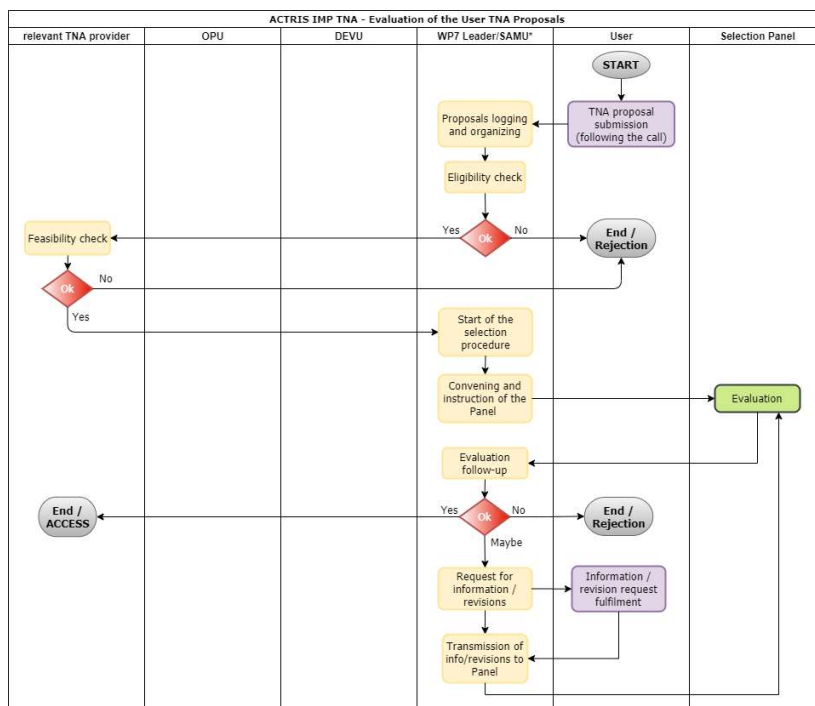 ACTRIS IMP TNA - Evaluation of the User TNA Proposals
relevant TNA provider
OPU
DEVU
WP7 Leader/SAMU*
User
Selection Panel
START
TNA proposal
submission
(following the call)
Proposals logging
and organizing
Eligibility check
Ok
Yes
No
End /
Rejection
Feasibility check
Ok
No
Yes
Start of the
selection
procedure
Convening and
instruction of the
Panel
Evaluation
Evaluation
follow-up
Ok
Yes
No
Maybe
End /
ACCESS
End /
Rejection
Request for
information /
revisions
Information /
revision request
fulfilment
Transmission of
info/revisions to
Panel